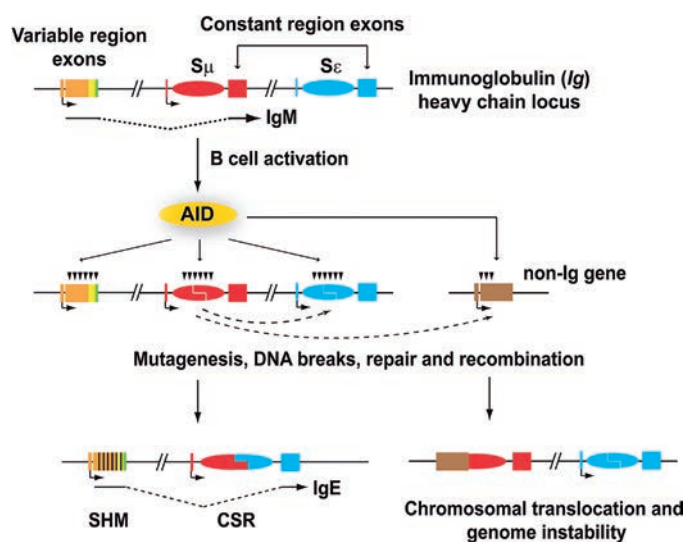 Constant region exons
Variable region
exons
Sμ
Sε
Immunoglobulin (Ig)
heavy chain locus
IgM
B cell activation
AID
non-Ig gene
Mutagenesis, DNA breaks, repair and recombination
IgE
SHM
CSR
Chromosomal translocation and
genome instability